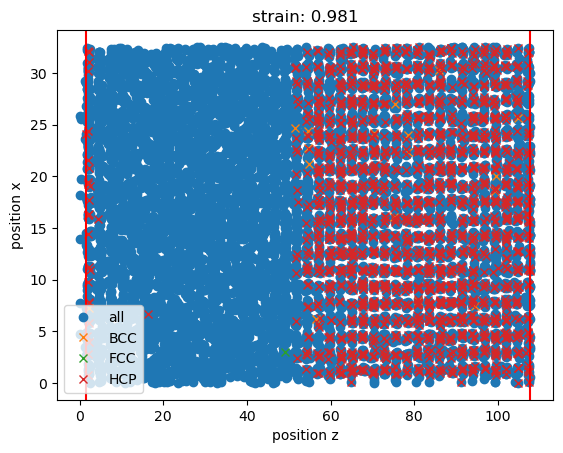 strain: 0.981
position x
30
25
20
15
10
5
0
all
BCC
FCC
HCP
0 20 40 60 80 100
position z